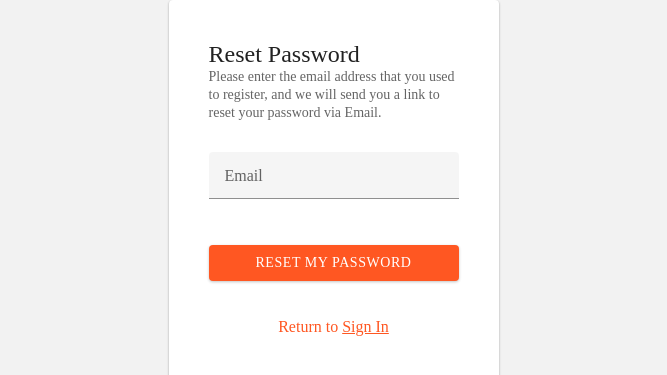 Reset Password
Please enter the email address that you used
to register, and we will send you a link to
reset your password via Email.
Email
RESET MY PASSWORD
Return to Sign In